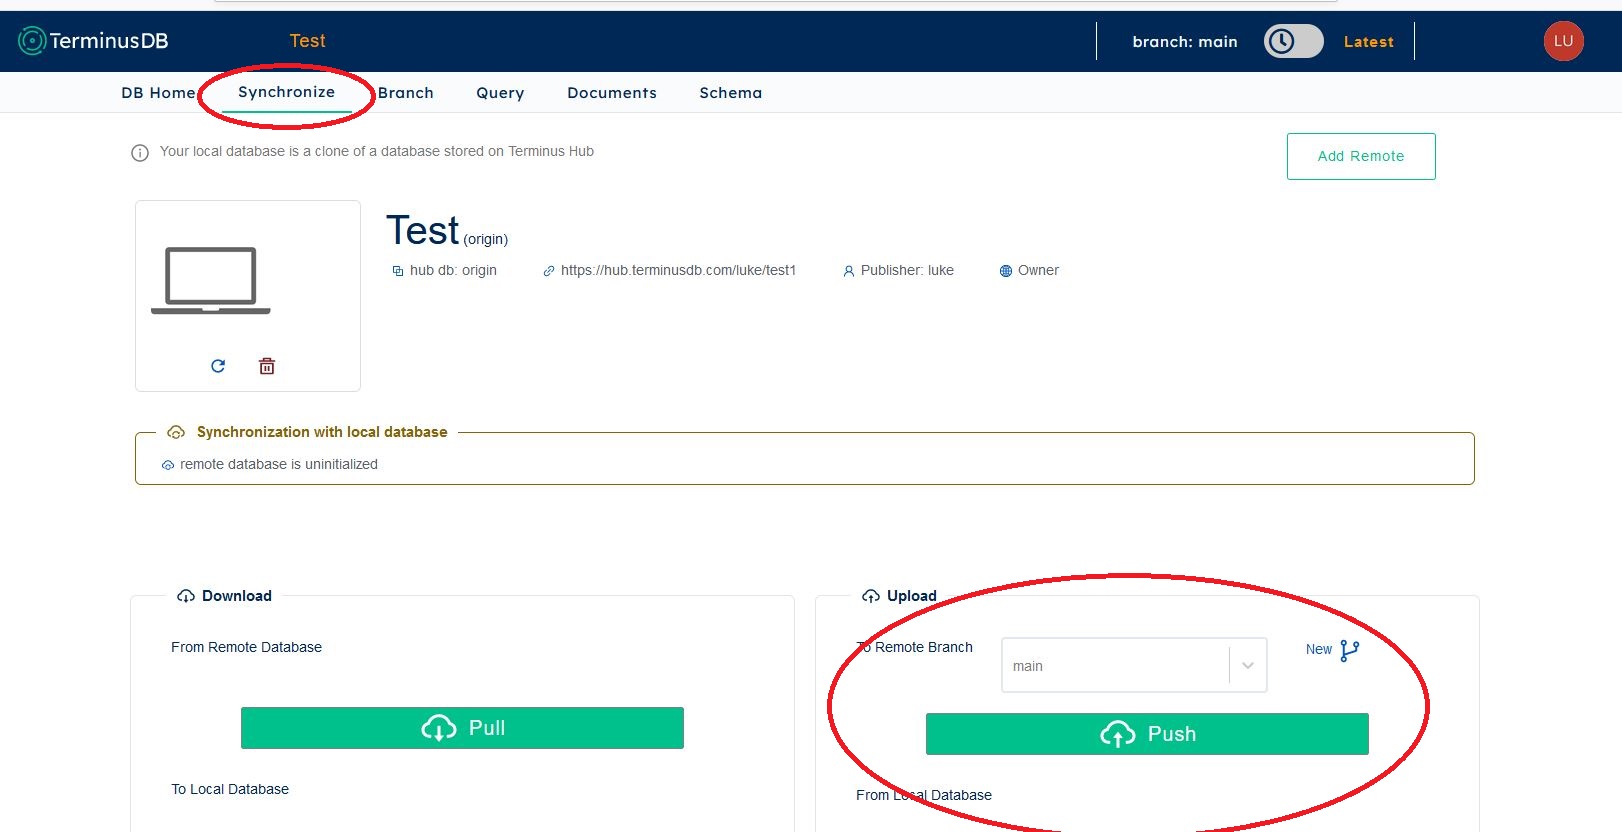 TerminusDB
Test
branch: main
Latest
LU
DB Home
Synchronize
Branch
Query
Documents
Schema
Your local database is a clone of a database stored on Terminus Hub
Add Remote
Test (origin)
hub db: origin
https://hub.terminusdb.com/luke/test1
Publisher: luke
Owner
Synchronization with local database
remote database is uninitialized
Download
From Remote Database
Pull
To Local Database
Upload
To Remote Branch
main
New
Push
From Local Database